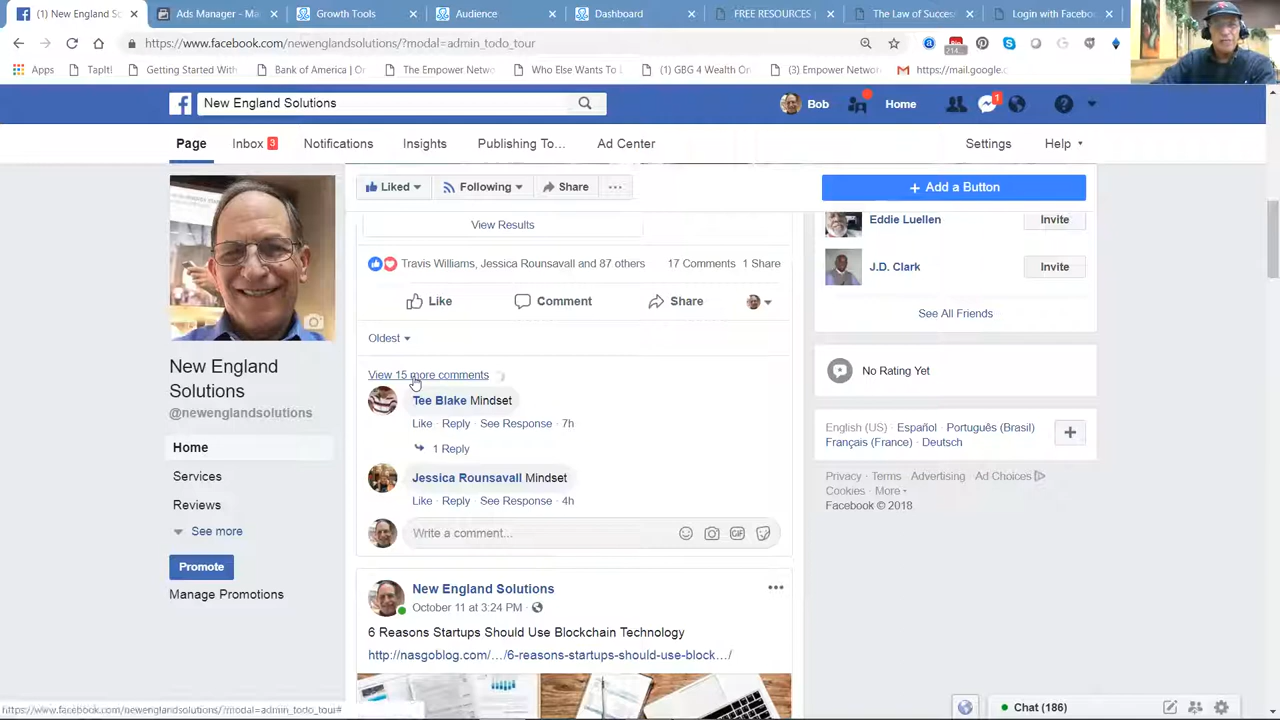 (1) New England Solutions
Ads Manager - Ma
Growth Tools
Audience
Dashboard
FREE RESOURCES
The Law of Succes
Login with Facebo
https://www.facebook.com/newenglandsolutions/?modal=admin_todo_tour
214...
Apps
TapIt!
Getting Started With
Bank of America | O
The Empower Netwo
Who Else Wants To
(1) GBG 4 Wealth On
(3) Empower Networ
https://mail.google.c
New England Solutions
Bob
Home
1
Page
Inbox 3
Notifications
Insights
Publishing To...
Ad Center
Settings
Help
Liked
Following
Share
...
+ Add a Button
View Results
Travis Williams, Jessica Rounsavall and 87 others
17 Comments 1 Share
Like
Comment
Share
Oldest
View 15 more comments
Tee Blake Mindset
Like · Reply · See Response · 7h
1 Reply
Jessica Rounsavall Mindset
Like · Reply · See Response · 4h
Write a comment...
GIF
New England Solutions
October 11 at 3:24 PM ·
6 Reasons Startups Should Use Blockchain Technology
http://nasgoblog.com/.../6-reasons-startups-should-use-block.../
New England
Solutions
@newenglandsolutions
Home
Services
Reviews
See more
Promote
Manage Promotions
Eddie Luellen
Invite
J.D. Clark
Invite
See All Friends
No Rating Yet
English (US) · Español · Português (Brasil) ·
Français (France) · Deutsch
Privacy · Terms · Advertising · Ad Choices ·
Cookies · More
Facebook © 2018
https://www.facebook.com/newenglandsolutions/?modal=admin_todo_tour#
Chat (186)